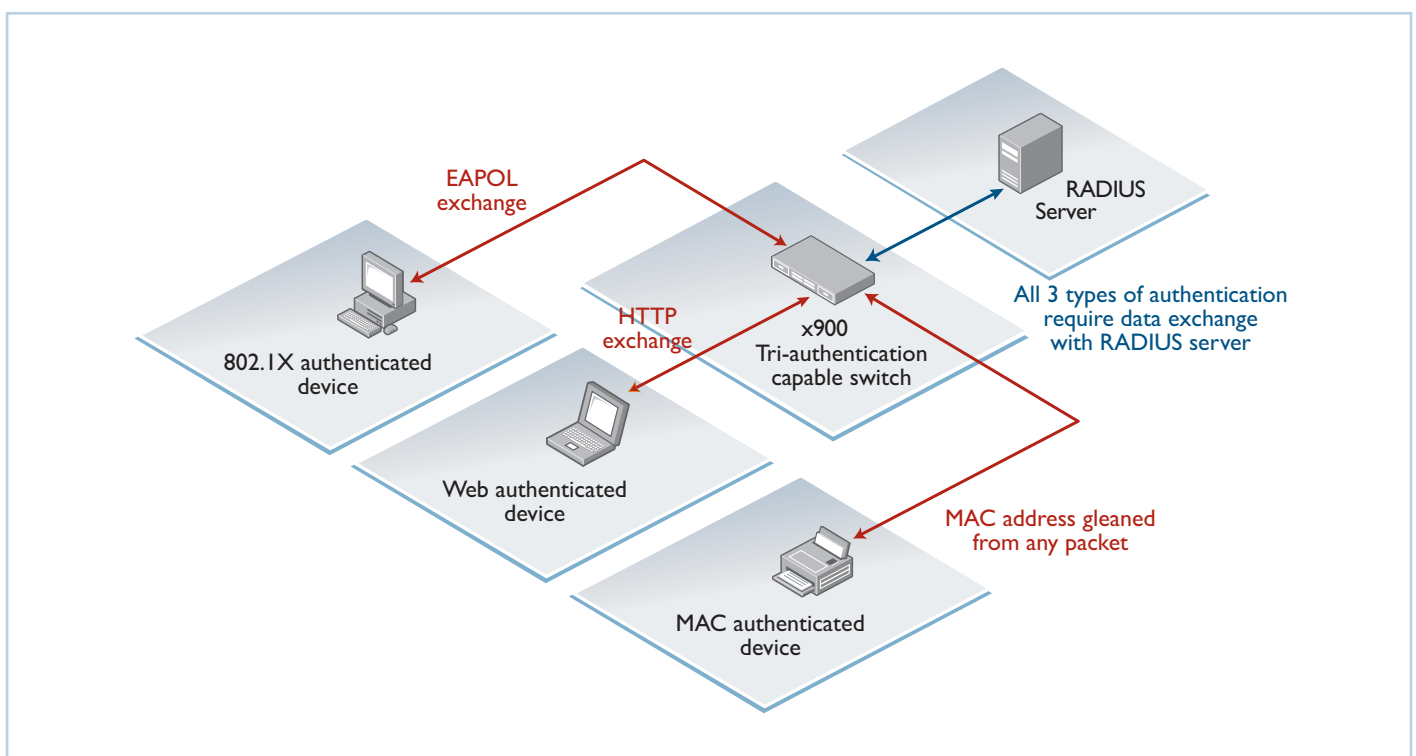 EAPOL
exchange
RADIUS
Server
802.1X authenticated
device
HTTP
exchange
x900
Tri-authentication
capable switch
All 3 types of authentication
require data exchange
with RADIUS server
Web authenticated
device
MAC address gleaned
from any packet
MAC authenticated
device